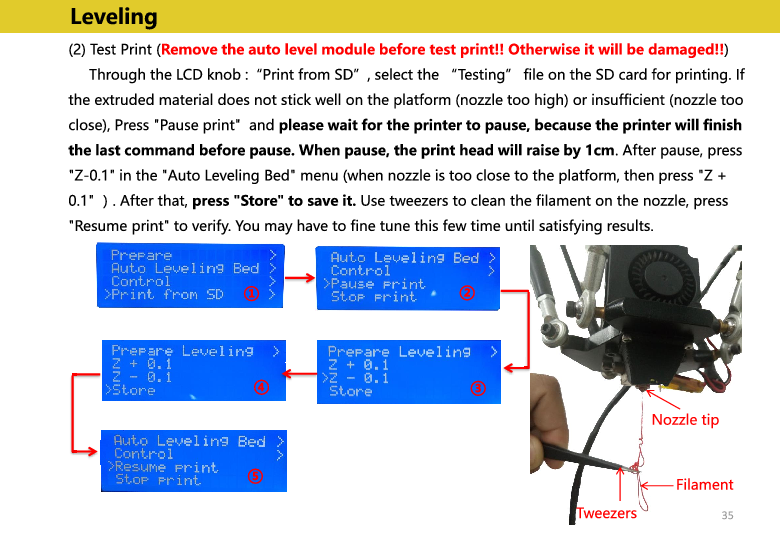 Leveling
(2) Test Print (Remove the auto level module before test print!! Otherwise it will be damaged!!)
Through the LCD knob : “Print from SD” , select the “Testing” file on the SD card for printing. If
the extruded material does not stick well on the platform (nozzle too high) or insufficient (nozzle too
close), Press "Pause print" and please wait for the printer to pause, because the printer will finish
the last command before pause. When pause, the print head will raise by 1cm. After pause, press
"Z-0.1" in the "Auto Leveling Bed" menu (when nozzle is too close to the platform, then press "Z +
0.1" ) . After that, press "Store" to save it. Use tweezers to clean the filament on the nozzle, press
"Resume print" to verify. You may have to fine tune this few time until satisfying results.
Prepare >
Auto Leveling Bed >
Control >
>Print from SD ① >
Auto Leveling Bed >
Control >
>Pause print
Stop print ②
Prepare Leveling >
Z + 0.1
>Z - 0.1
Store ③
Prepare Leveling >
Z + 0.1
Z - 0.1
>Store ④
Auto Leveling Bed >
Control >
>Resume print
Stop print ⑤
Nozzle tip
Filament
Tweezers
35